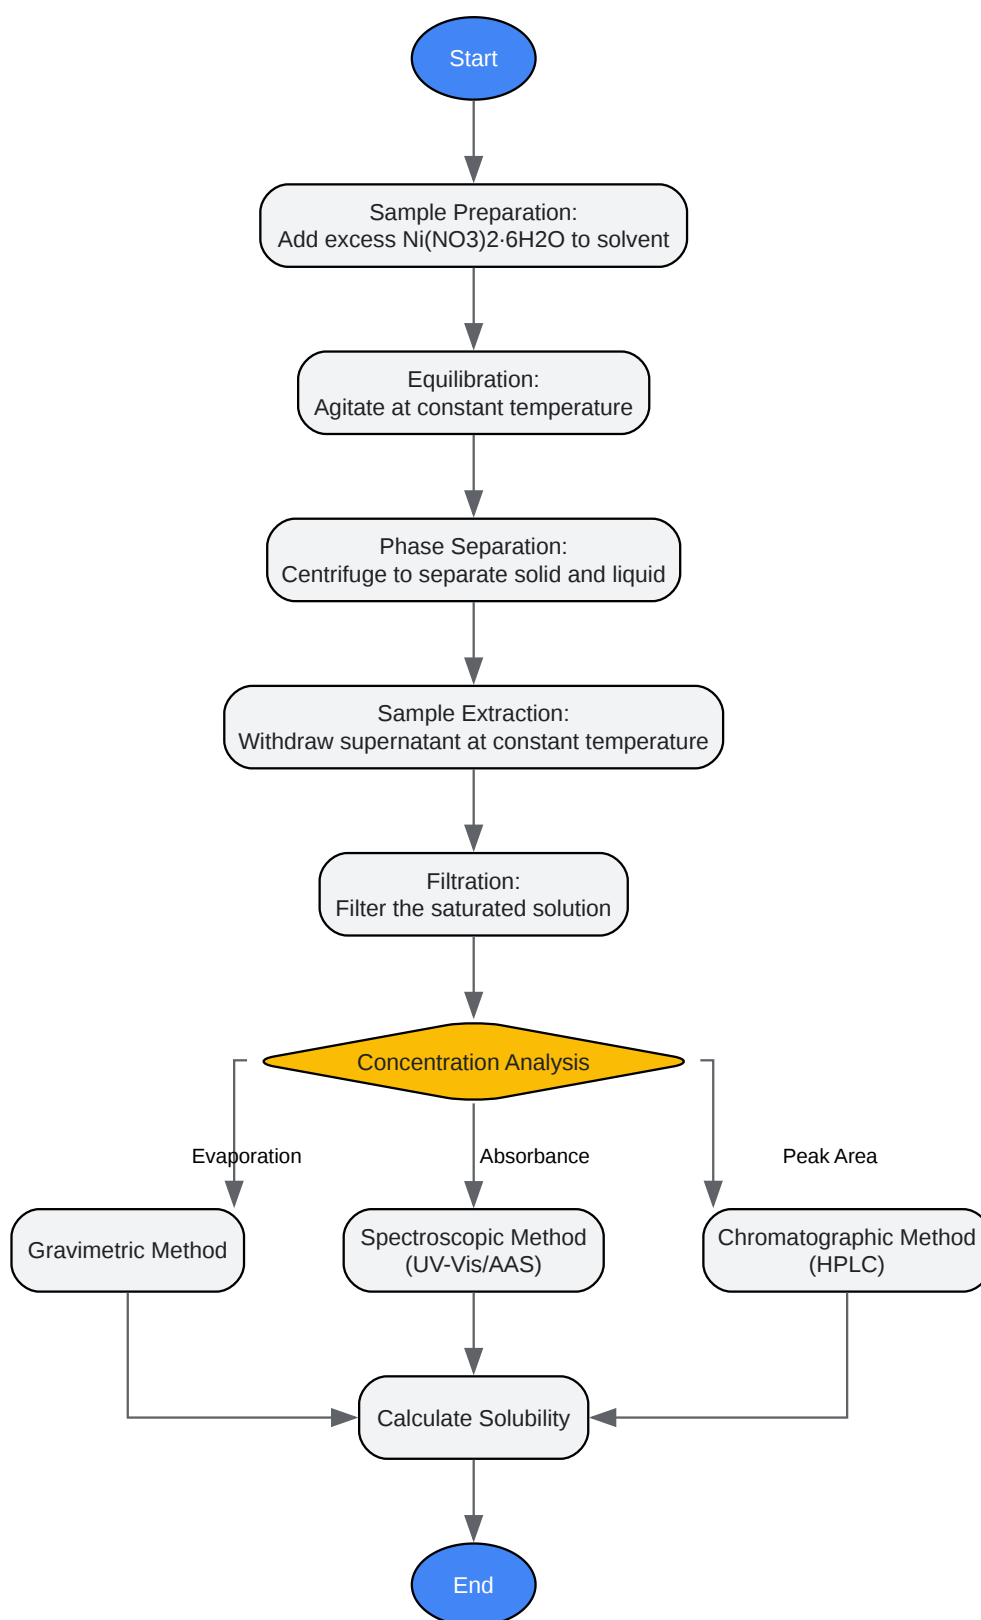 Start
Sample Preparation:
Add excess Ni(NO3)2·6H2O to solvent
Equilibration:
Agitate at constant temperature
Phase Separation:
Centrifuge to separate solid and liquid
Sample Extraction:
Withdraw supernatant at constant temperature
Filtration:
Filter the saturated solution
Concentration Analysis
Evaporation
Absorbance
Peak Area
Gravimetric Method
Spectroscopic Method
(UV-Vis/AAS)
Chromatographic Method
(HPLC)
Calculate Solubility
End